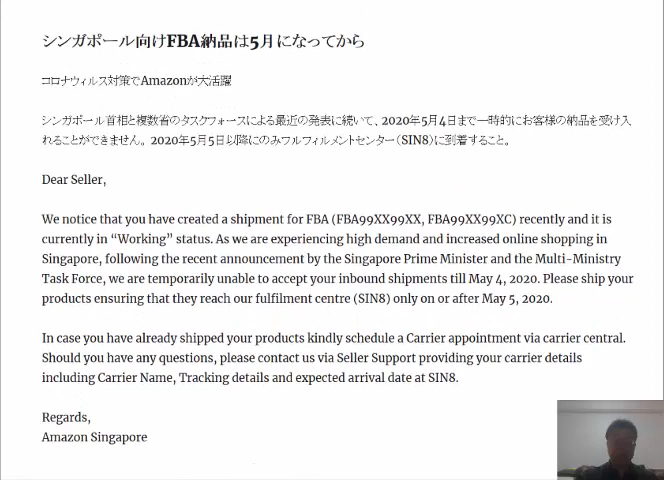 シンガポール向けFBA納品は5月になってから
コロナウィルス対策でAmazonが大活躍
シンガポール首相と複数省のタスクフォースによる最近の発表に続いて、2020年5月4日まで一時的にお客様の納品を受け入
れることができません。2020年5月5日以降にのみフルフィルメントセンター（SIN8）に到着すること。
Dear Seller,
We notice that you have created a shipment for FBA (FBA99XX99XX, FBA99XX99XC) recently and it is
currently in “Working” status. As we are experiencing high demand and increased online shopping in
Singapore, following the recent announcement by the Singapore Prime Minister and the Multi-Ministry
Task Force, we are temporarily unable to accept your inbound shipments till May 4, 2020. Please ship your
products ensuring that they reach our fulfilment centre (SIN8) only on or after May 5, 2020.
In case you have already shipped your products kindly schedule a Carrier appointment via carrier central.
Should you have any questions, please contact us via Seller Support providing your carrier details
including Carrier Name, Tracking details and expected arrival date at SIN8.
Regards,
Amazon Singapore